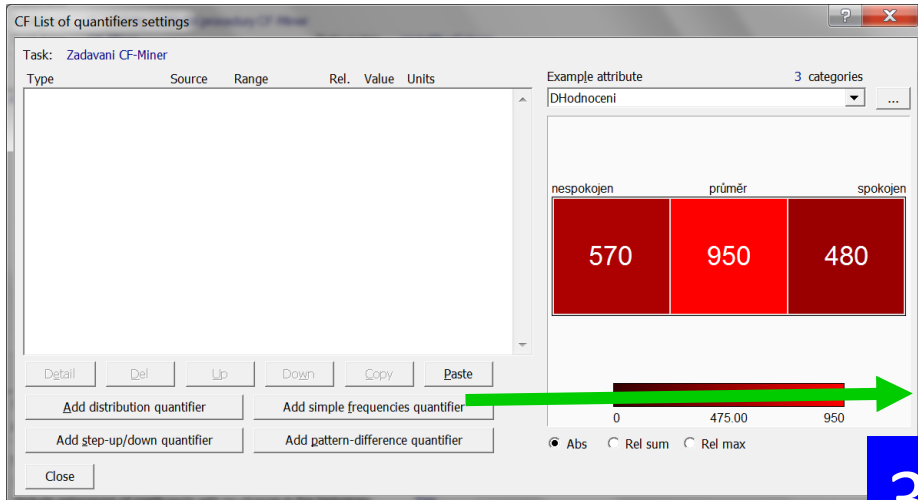 CF List of quantifiers settings
Task: Zadavani CF-Miner
Type Source Range Rel. Value Units
Example attribute 3 categories
DHodnoceni ...
nespokojen průměr spokojen
570 950 480
Detail Del Up Down Copy Paste
Add distribution quantifier Add simple frequencies quantifier
0 475.00 950
Add step-up/down quantifier Add pattern-difference quantifier
Abs Rel sum Rel max
Close